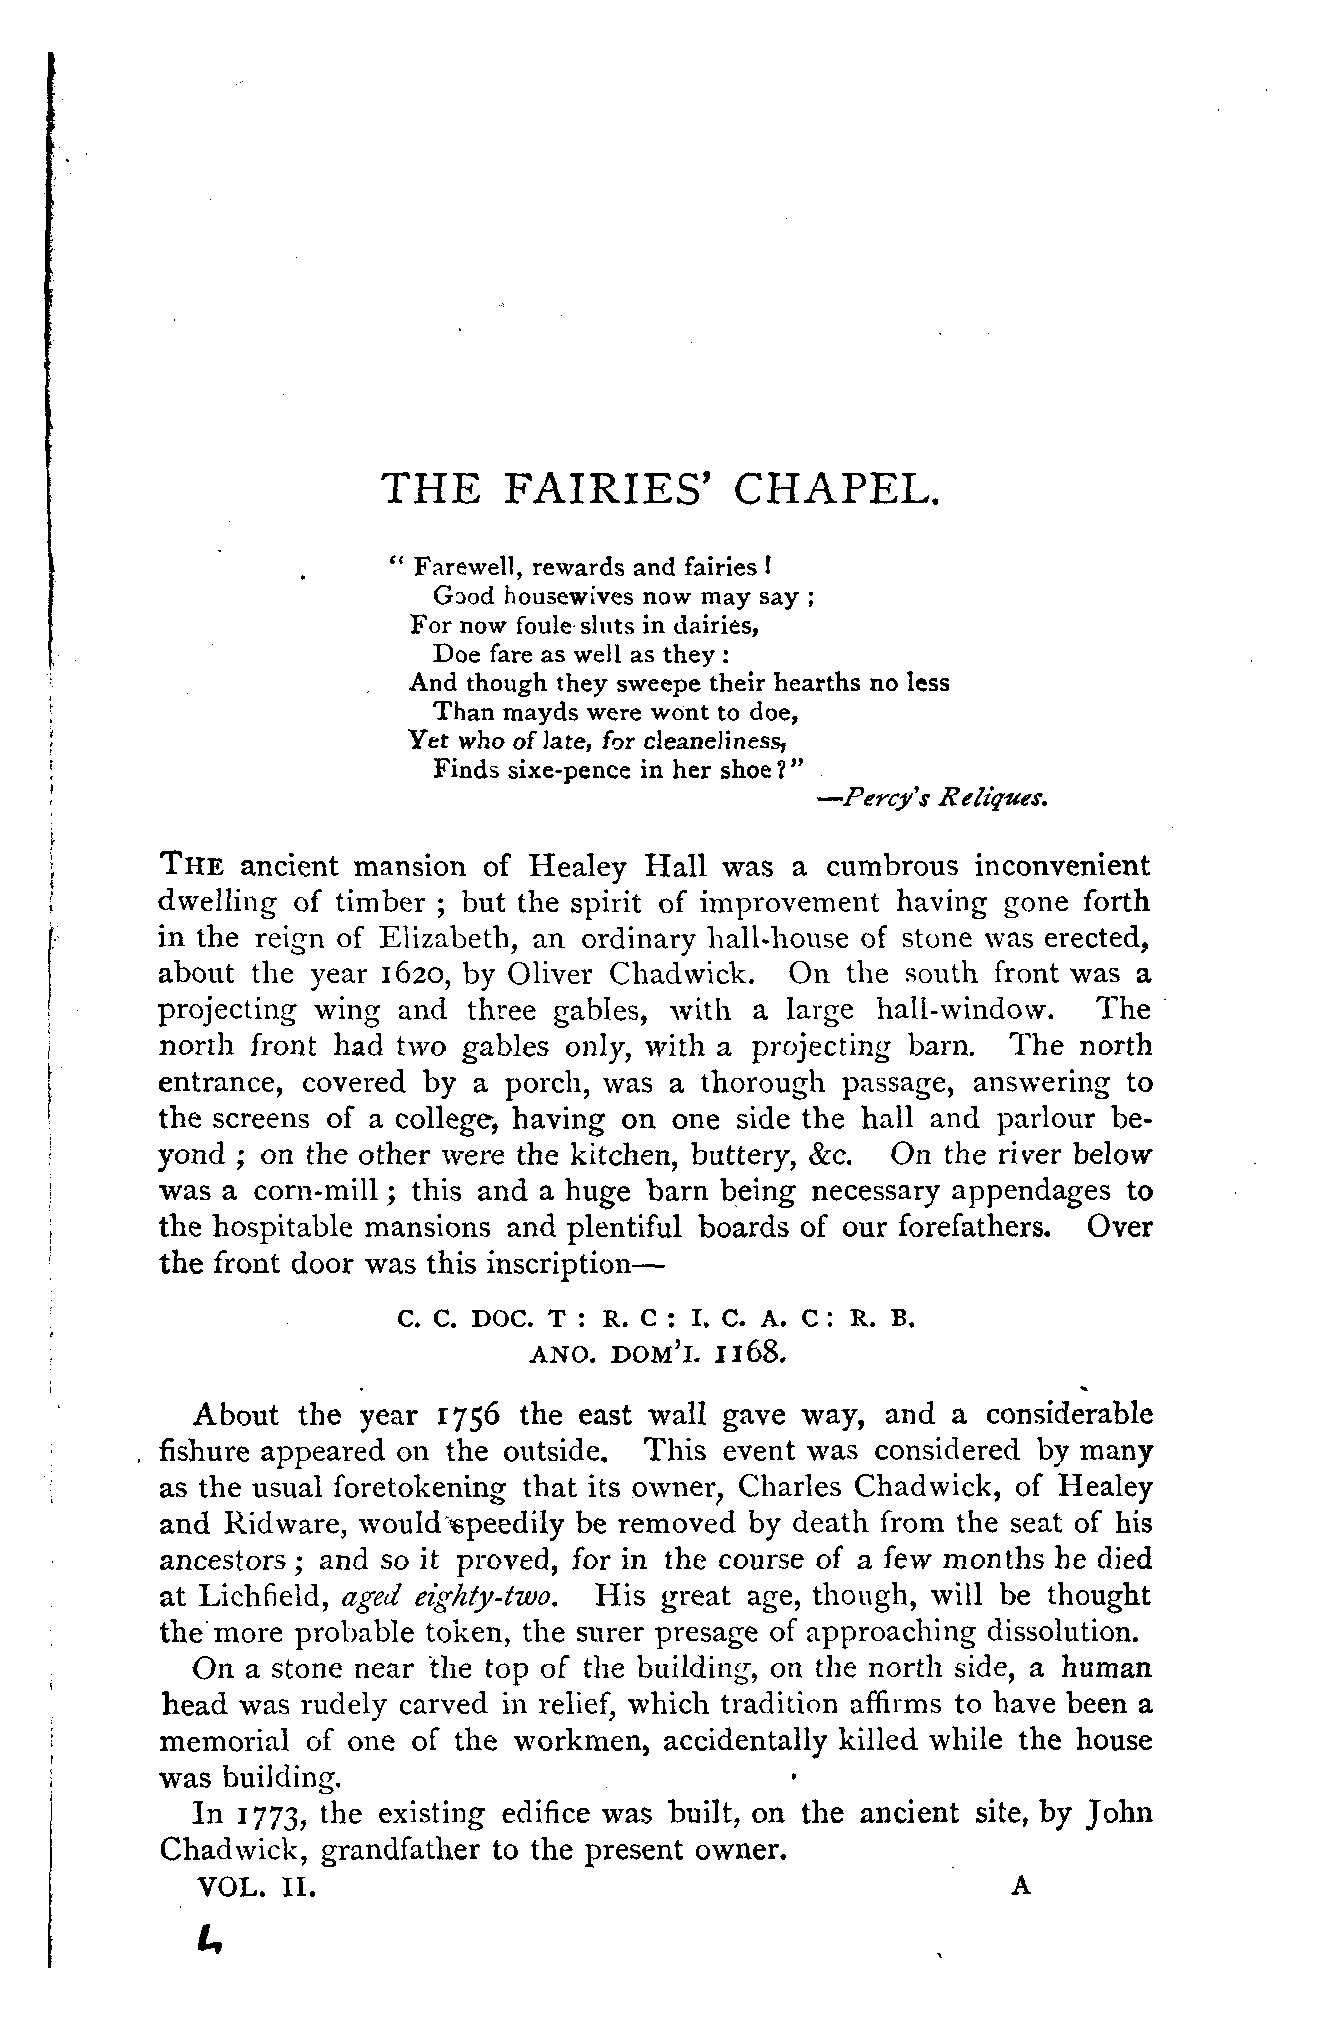 THE FAIRIES' CHAPEL.
“ Farewell, rewards and fairies !
Good housewives now may say ;
For now foule sluts in dairies,
Doe fare as well as they :
And though they sweepe their hearths no less
Than mayds were wont to doe,
Yet who of late, for cleaneliness,
Finds sixe-pence in her shoe?”
—Percy's Reliques.
THE ancient mansion of Healey Hall was a cumbrous inconvenient
dwelling of timber ; but the spirit of improvement having gone forth
in the reign of Elizabeth, an ordinary hall-house of stone was erected,
about the year 1620, by Oliver Chadwick. On the south front was a
projecting wing and three gables, with a large hall-window. The
north front had two gables only, with a projecting barn. The north
entrance, covered by a porch, was a thorough passage, answering to
the screens of a college, having on one side the hall and parlour be-
yond ; on the other were the kitchen, buttery, &c. On the river below
was a corn-mill ; this and a huge barn being necessary appendages to
the hospitable mansions and plentiful boards of our forefathers. Over
the front door was this inscription—
C. C. DOC. T : R. C : I. C. A. C : R. B.
ANO. DOM'I. 1168.
About the year 1756 the east wall gave way, and a considerable
fishure appeared on the outside. This event was considered by many
as the usual foretokening that its owner, Charles Chadwick, of Healey
and Ridware, would speedily be removed by death from the seat of his
ancestors ; and so it proved, for in the course of a few months he died
at Lichfield, aged eighty-two. His great age, though, will be thought
the more probable token, the surer presage of approaching dissolution.
On a stone near the top of the building, on the north side, a human
head was rudely carved in relief, which tradition affirms to have been a
memorial of one of the workmen, accidentally killed while the house
was building.
In 1773, the existing edifice was built, on the ancient site, by John
Chadwick, grandfather to the present owner.
VOL. II. A
4